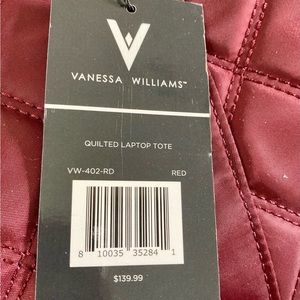 VANESSA WILLIAMS™
QUILTED LAPTOP TOTE
VW-402-RD RED
8 10035 35284 1
$139.99